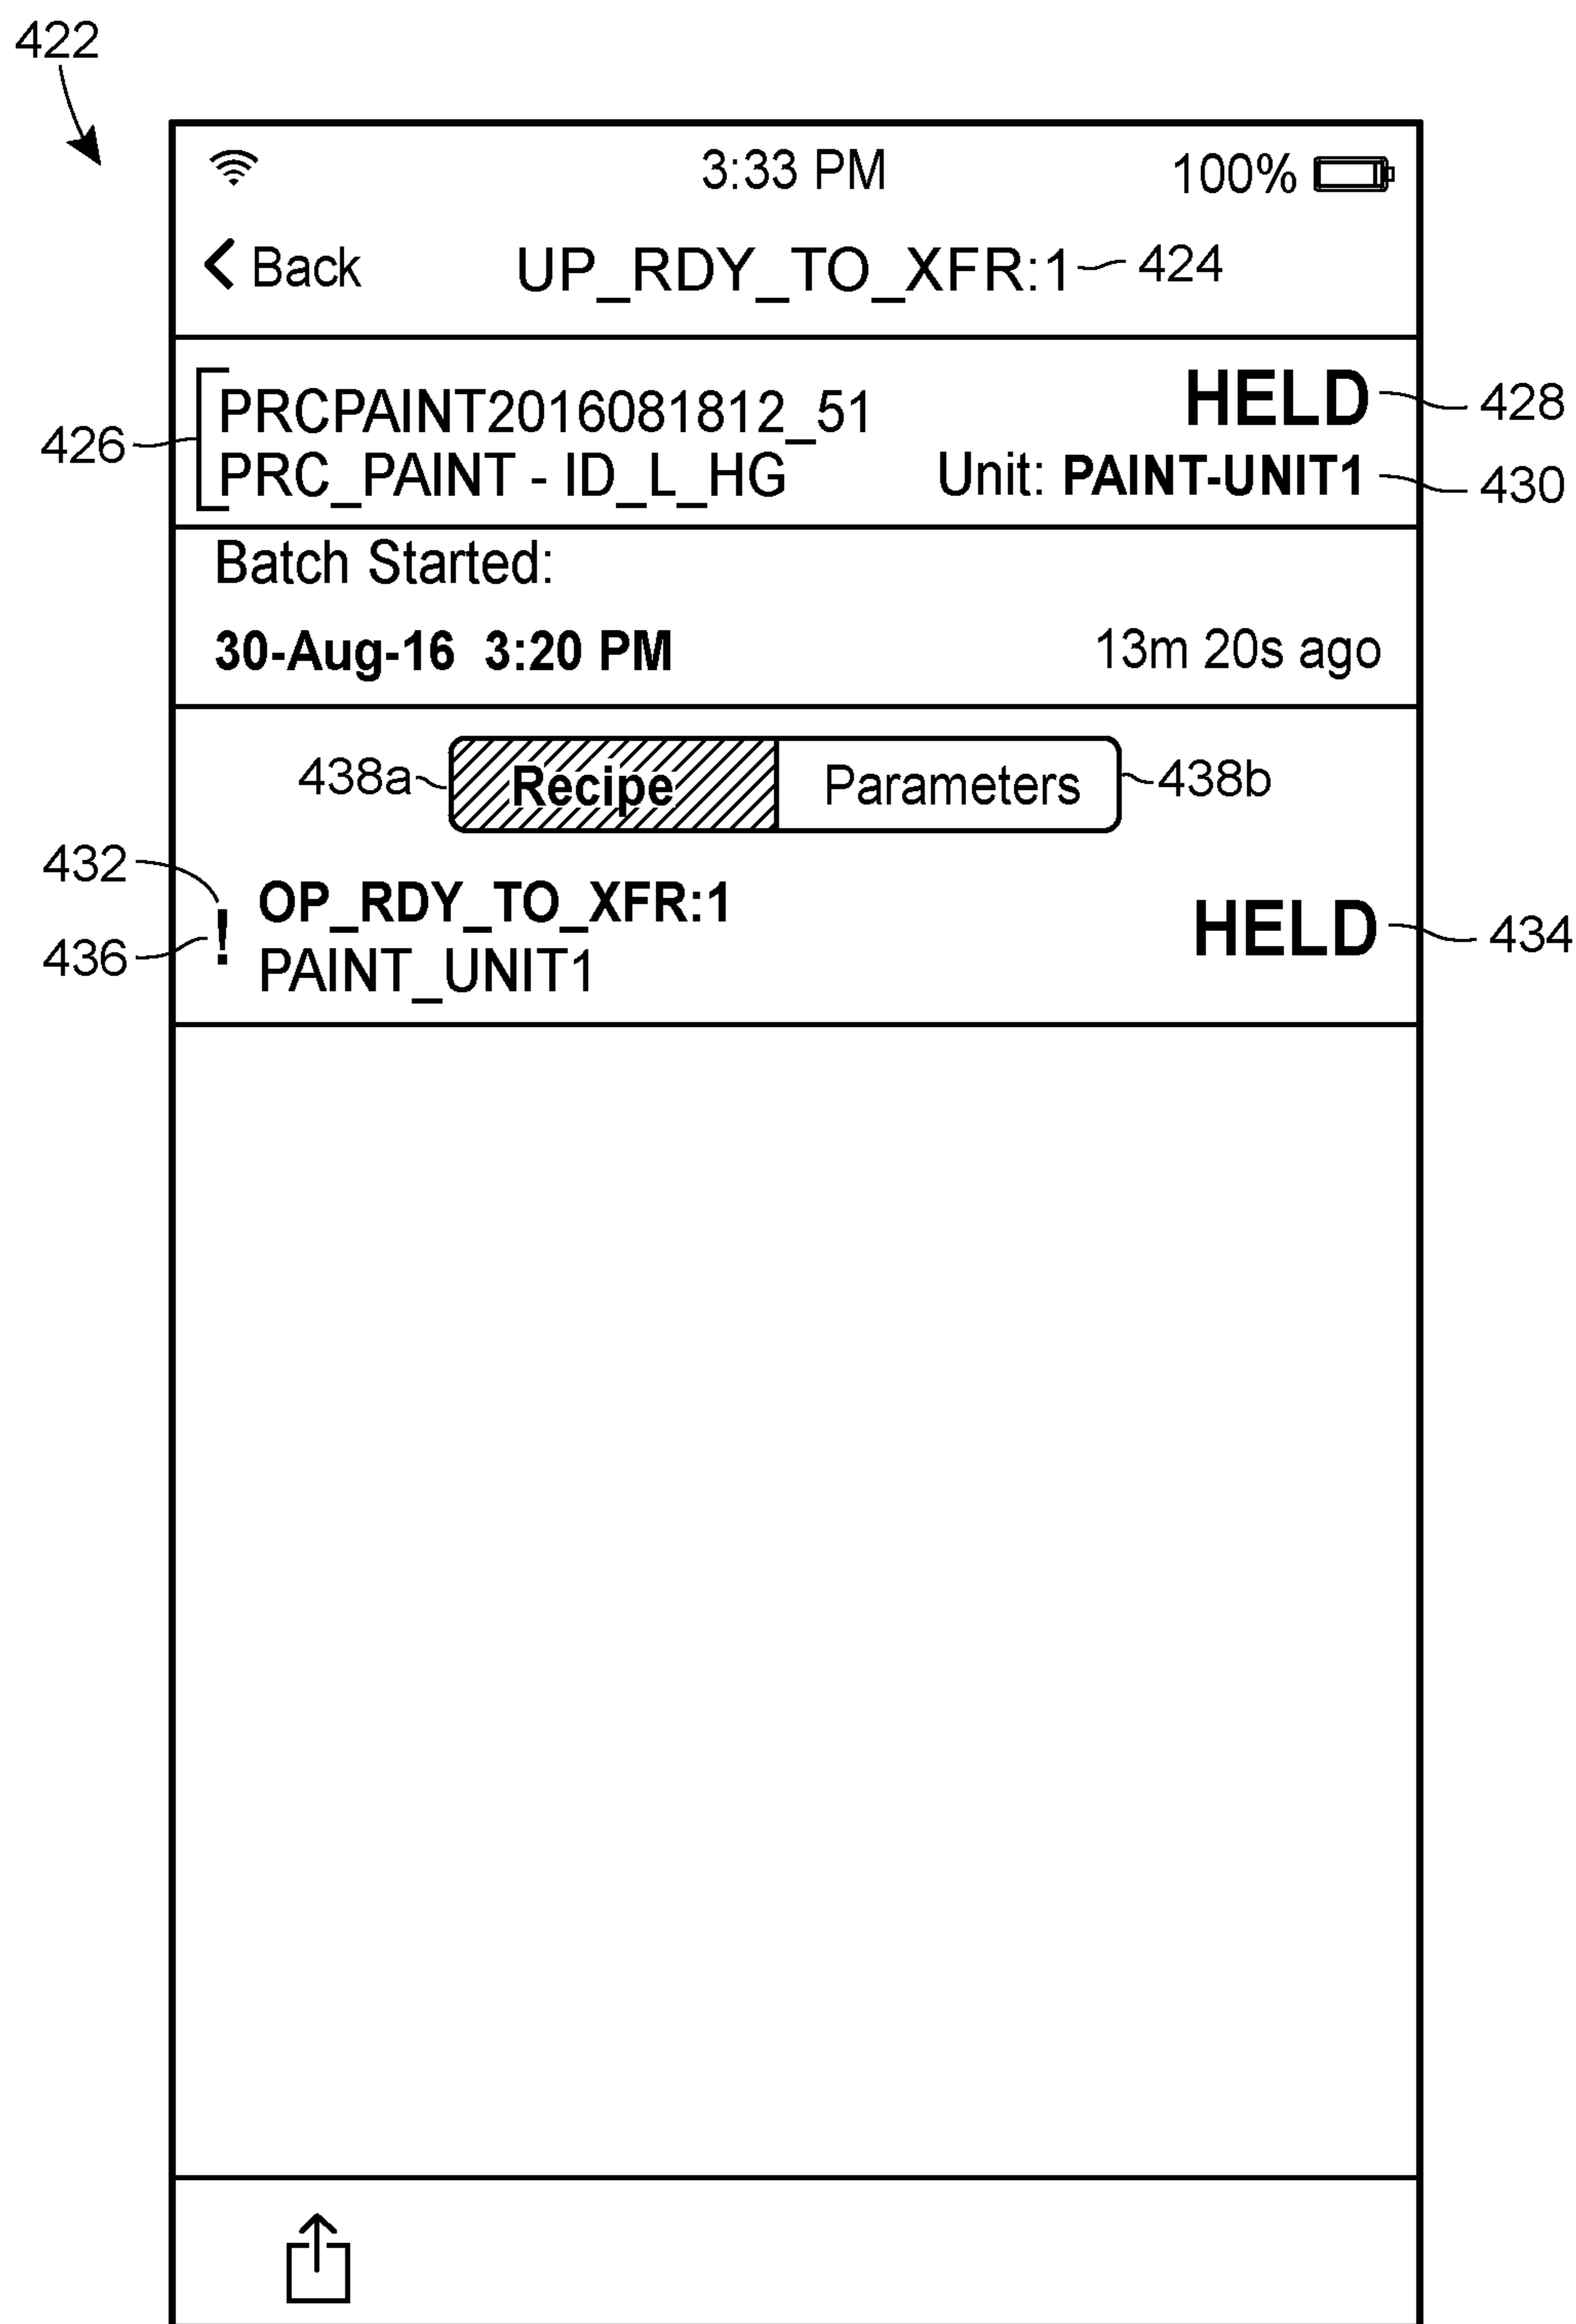 422
3:33 PM 100%
Back UP_RDY_TO_XFR:1 424
PRCPAINT2016081812_51 HELD 428
426 PRC_PAINT - ID_L_HG Unit: PAINT-UNIT1 430
Batch Started:
30-Aug-16 3:20 PM 13m 20s ago
438a Recipe Parameters 438b
432 OP_RDY_TO_XFR:1
! HELD 434
436 PAINT_UNIT1